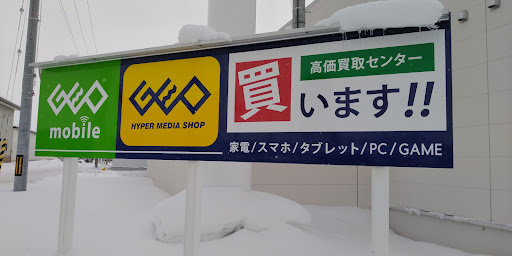 GEO
mobile
GEO
HYPER MEDIA SHOP
高価買取センター
買います!!
家電/スマホ/タブレット/PC/GAME